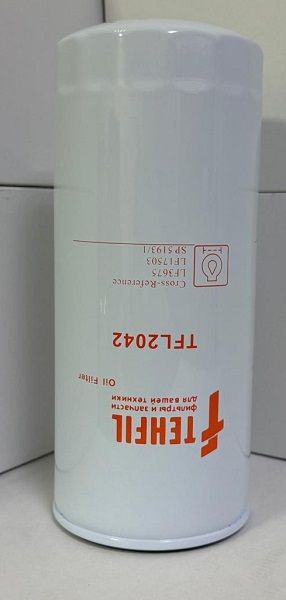 TEHFIL
фильтры и запчасти
для вашей техники
Oil Filter
TFL2042
Cross-Reference
LF3675
LF17503
SP5193/1